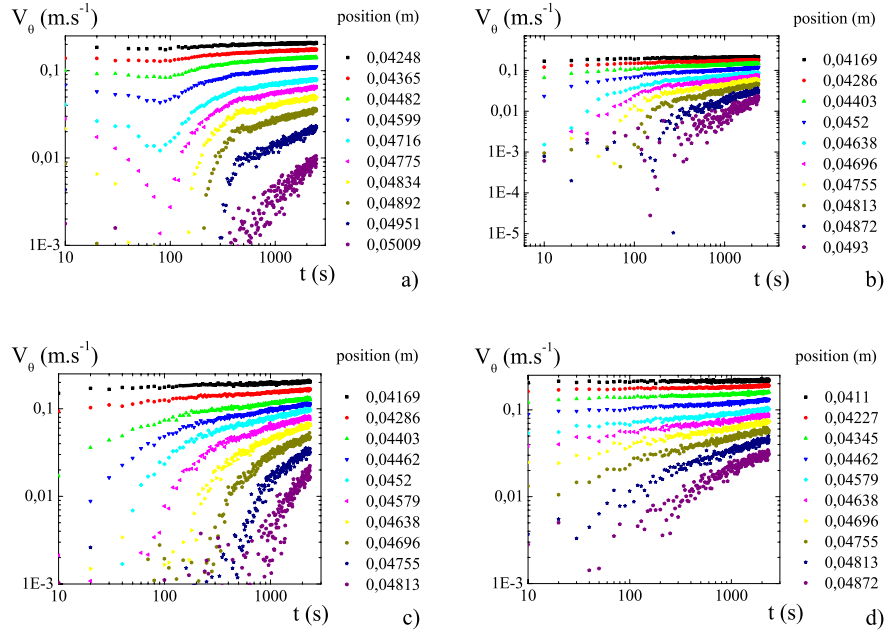 V_θ (m.s⁻¹)
position (m)
0,1
0,01
1E-3
10
100
1000
t (s)
0,04248
0,04365
0,04482
0,04599
0,04716
0,04775
0,04834
0,04892
0,04951
0,05009
a)
V_θ (m.s⁻¹)
position (m)
0,1
0,01
1E-3
1E-4
1E-5
10
100
1000
t (s)
0,04169
0,04286
0,04403
0,0452
0,04638
0,04696
0,04755
0,04813
0,04872
0,0493
b)
V_θ (m.s⁻¹)
position (m)
0,1
0,01
1E-3
10
100
1000
t (s)
0,04169
0,04286
0,04403
0,04462
0,0452
0,04579
0,04638
0,04696
0,04755
0,04813
c)
V_θ (m.s⁻¹)
position (m)
0,1
0,01
1E-3
10
100
1000
t (s)
0,0411
0,04227
0,04345
0,04462
0,04579
0,04638
0,04696
0,04755
0,04813
0,04872
d)